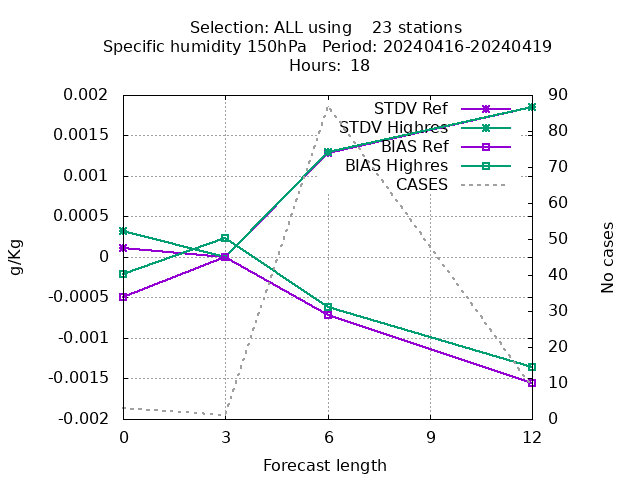 Selection: ALL using    23 stations
Specific humidity 150hPa   Period: 20240416-20240419
Hours: 18
STDV Ref
STDV Highres
BIAS Ref
BIAS Highres
CASES
0.002
0.0015
0.001
0.0005
0
-0.0005
-0.001
-0.0015
-0.002
g/Kg
90
80
70
60
50
40
30
20
10
0
No cases
0 3 6 9 12
Forecast length